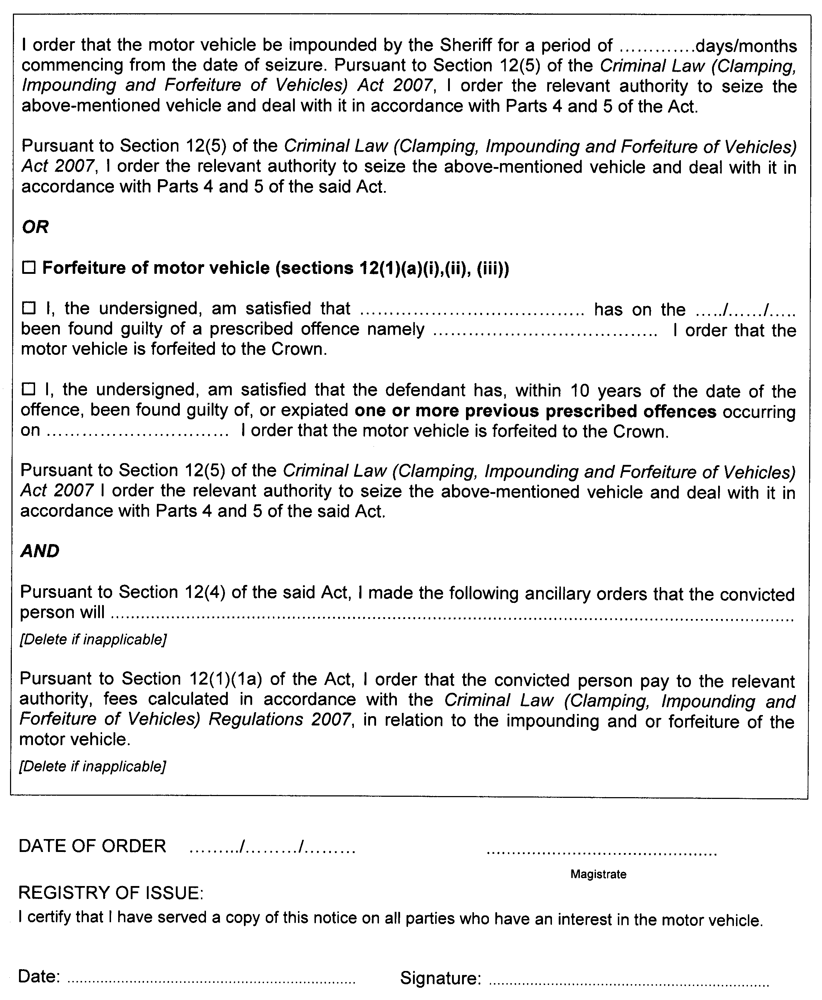 I order that the motor vehicle be impounded by the Sheriff for a period of .............days/months
commencing from the date of seizure. Pursuant to Section 12(5) of the Criminal Law (Clamping,
Impounding and Forfeiture of Vehicles) Act 2007, I order the relevant authority to seize the
above-mentioned vehicle and deal with it in accordance with Parts 4 and 5 of the Act.
Pursuant to Section 12(5) of the Criminal Law (Clamping, Impounding and Forfeiture of Vehicles)
Act 2007, I order the relevant authority to seize the above-mentioned vehicle and deal with it in
accordance with Parts 4 and 5 of the said Act.
OR
☐ Forfeiture of motor vehicle (sections 12(1)(a)(i),(ii), (iii))
☐ I, the undersigned, am satisfied that ...................................... has on the ...../....../.....
been found guilty of a prescribed offence namely ...................................... I order that the
motor vehicle is forfeited to the Crown.
☐ I, the undersigned, am satisfied that the defendant has, within 10 years of the date of the
offence, been found guilty of, or expiated one or more previous prescribed offences occurring
on ............................... I order that the motor vehicle is forfeited to the Crown.
Pursuant to Section 12(5) of the Criminal Law (Clamping, Impounding and Forfeiture of Vehicles)
Act 2007 I order the relevant authority to seize the above-mentioned vehicle and deal with it in
accordance with Parts 4 and 5 of the said Act.
AND
Pursuant to Section 12(4) of the said Act, I made the following ancillary orders that the convicted
person will ........................................................................................................................
[Delete if inapplicable]
Pursuant to Section 12(1)(1a) of the Act, I order that the convicted person pay to the relevant
authority, fees calculated in accordance with the Criminal Law (Clamping, Impounding and
Forfeiture of Vehicles) Regulations 2007, in relation to the impounding and or forfeiture of the
motor vehicle.
[Delete if inapplicable]
DATE OF ORDER ........./........./......... ..............................................
Magistrate
REGISTRY OF ISSUE:
I certify that I have served a copy of this notice on all parties who have an interest in the motor vehicle.
Date: .................................................................. Signature: ................................................................